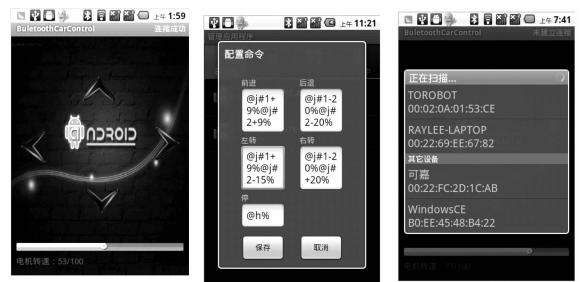 上午 1:59
BuletoothCarControl 连接成功
ANDROID
电机转速：53/100
上午 11:21
管理应用程序
配置命令
前进 后退
@j#1+ @j#1-2
9%@j# 0%@j#
2+9% 2-20%
左转 右转
@j#1+ @j#1-2
9%@j# 0%@j#
2-15% +20%
停
@h%
保存 取消
上午 7:41
BuletoothCarControl 未建立连接
正在扫描...
TOROBOT
00:02:0A:01:53:CE
RAYLEE-LAPTOP
00:22:69:EE:67:82
其它设备
可嘉
00:22:FC:2D:1C:AB
WindowsCE
B0:EE:45:48:B4:22
电机转速：77/100